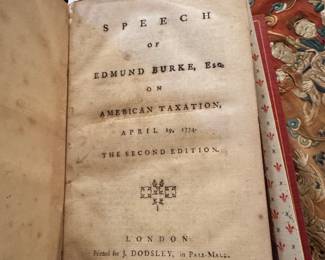 SPEECH
OF
EDMUND BURKE, Esq.
ON
AMERICAN TAXATION,
APRIL 19, 1774.
THE SECOND EDITION.
LONDON:
Printed for J. DODSLEY, in PALL-MALL.